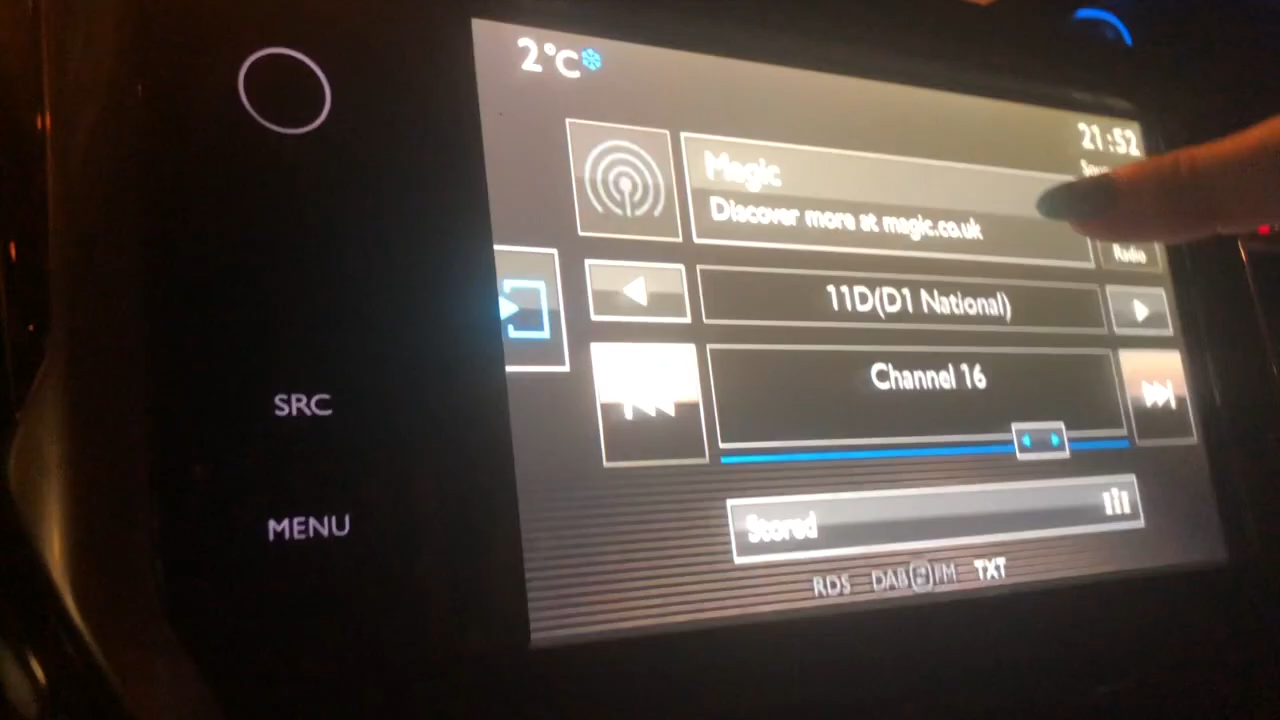 2°C
21:52
Magic
Discover more at magic.co.uk
Radio
11D(D1 National)
Channel 16
SRC
MENU
Stored
RDS DAB FM TXT